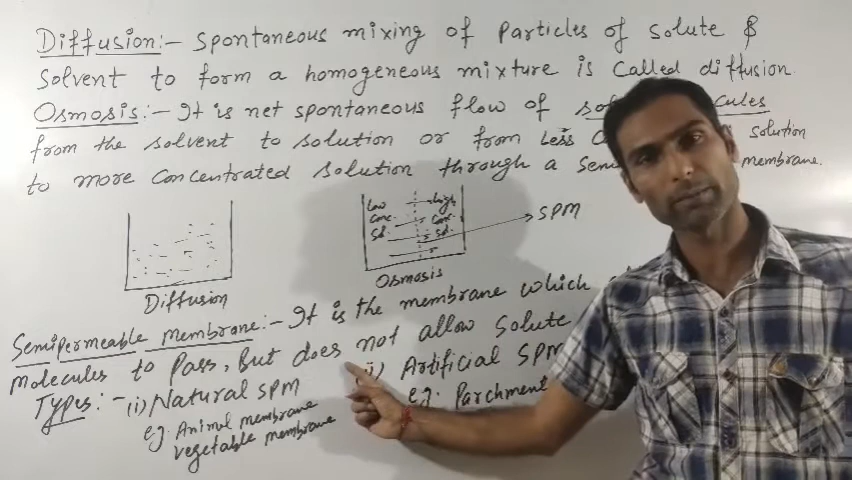 Diffusion:- Spontaneous mixing of Particles of Solute &
Solvent to form a homogeneous mixture is Called diffusion.
Osmosis:- It is net spontaneous flow of
from the solvent to solution or from Less solution
to more Concentrated solution through a membrane.
Low high
Conc. Conc.
Sol. Sol.
SPM
Diffusion
Osmosis
Semipermeable membrane:- It is the membrane which
molecules to Pass, But does not allow Solute
Types:- (i) Natural SPM (ii) Artificial SPM
eg. Animal membrane e.g. Parchment
vegetable membrane